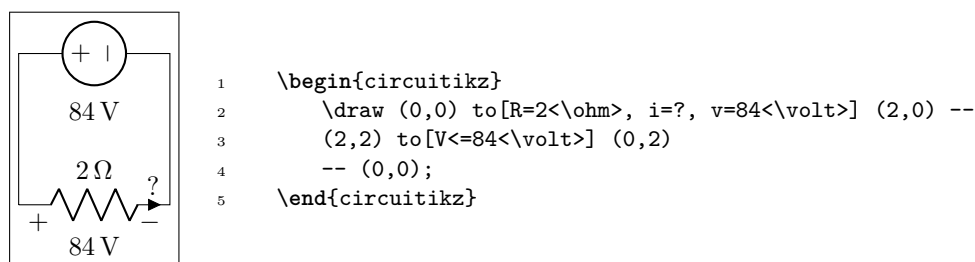 + −
84 V
2 Ω
?
+ −
84 V
1 \begin{circuitikz}
2 \draw (0,0) to[R=2<\ohm>, i=?, v=84<\volt>] (2,0) --
3 (2,2) to[V<=84<\volt>] (0,2)
4 -- (0,0);
5 \end{circuitikz}